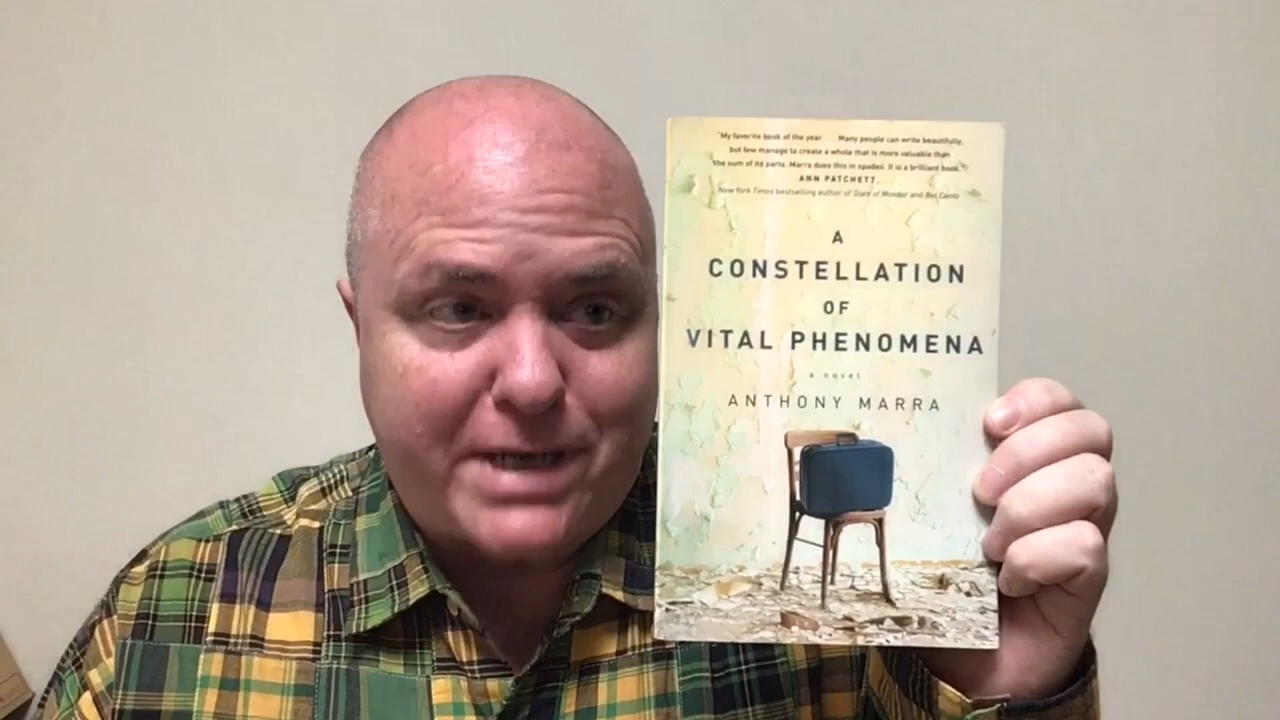 "My favorite book of the year . . . Many people can write beautifully,
but few manage to create a whole that is more valuable than
the sum of its parts. Marra does this in spades. It is a brilliant book."
ANN PATCHETT,
New York Times bestselling author of State of Wonder and Bel Canto
A
CONSTELLATION
OF
VITAL PHENOMENA
a novel
ANTHONY MARRA